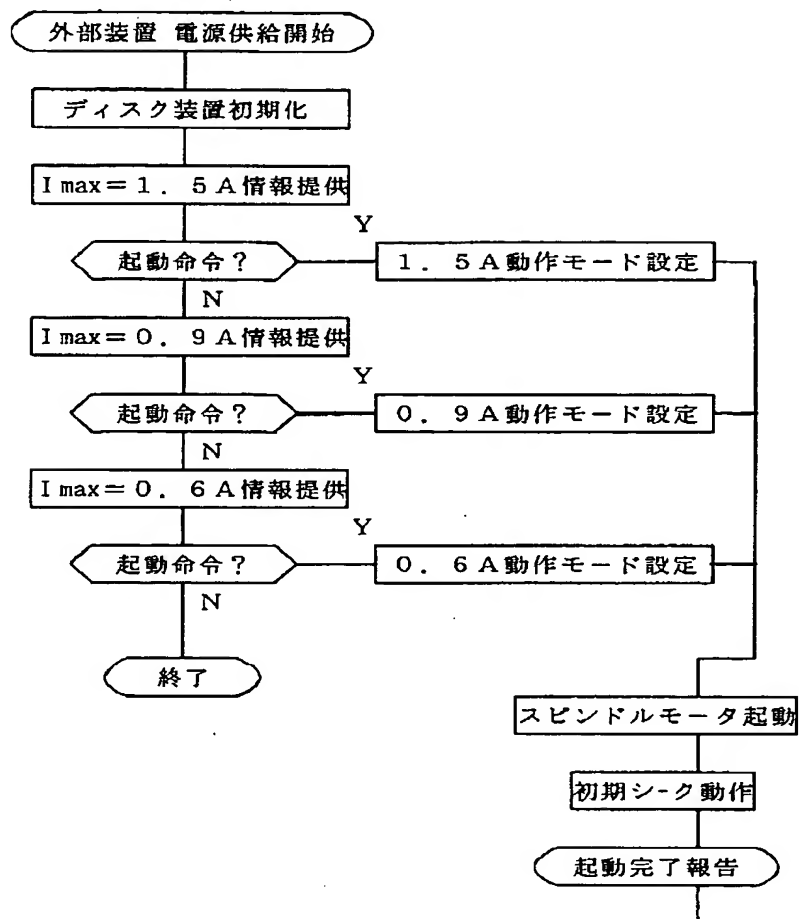 外部装置 電源供給開始
ディスク装置初期化
Imax=1.5A情報提供
Y
起動命令?
1.5A動作モード設定
N
Imax=0.9A情報提供
Y
起動命令?
0.9A動作モード設定
N
Imax=0.6A情報提供
Y
起動命令?
0.6A動作モード設定
N
終了
スピンドルモータ起動
初期シーク動作
起動完了報告